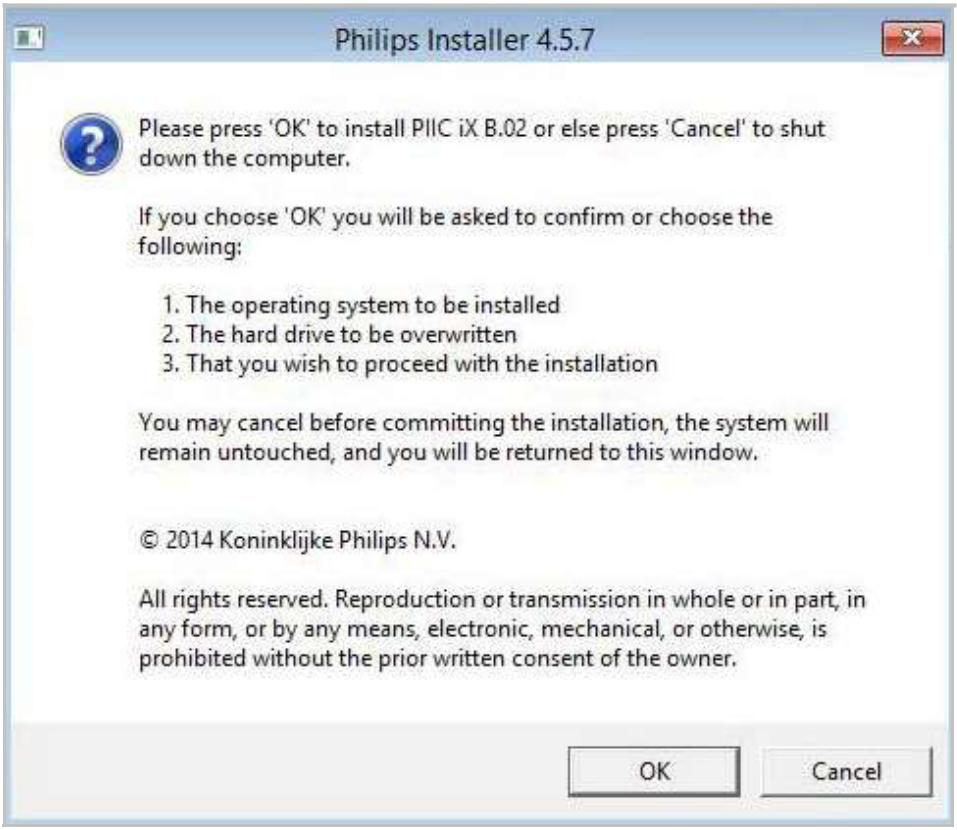 Philips Installer 4.5.7
Please press 'OK' to install PIIC iX B.02 or else press 'Cancel' to shut
down the computer.
If you choose 'OK' you will be asked to confirm or choose the
following:
1. The operating system to be installed
2. The hard drive to be overwritten
3. That you wish to proceed with the installation
You may cancel before committing the installation, the system will
remain untouched, and you will be returned to this window.
© 2014 Koninklijke Philips N.V.
All rights reserved. Reproduction or transmission in whole or in part, in
any form, or by any means, electronic, mechanical, or otherwise, is
prohibited without the prior written consent of the owner.
OK Cancel